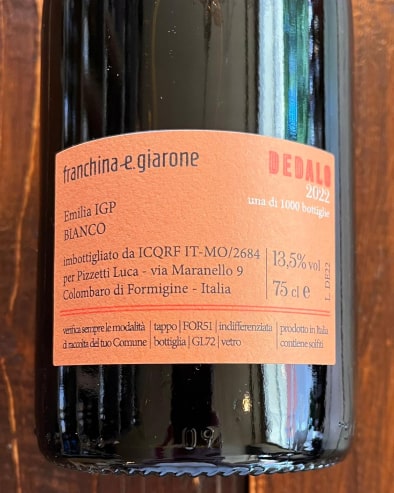 franchina e. giarone
DEDALO
2022
una di 1000 bottiglie
Emilia IGP
BIANCO
imbottigliato da ICQRF IT-MO/2684
per Pizzetti Luca - via Maranello 9
Colombaro di Formigine - Italia
13,5% vol
75 cl e
L. DE22
verifica sempre le modalità
di raccolta del tuo Comune
tappo FOR51 indifferenziata
bottiglia GL72 vetro
prodotto in Italia
contiene solfiti
09